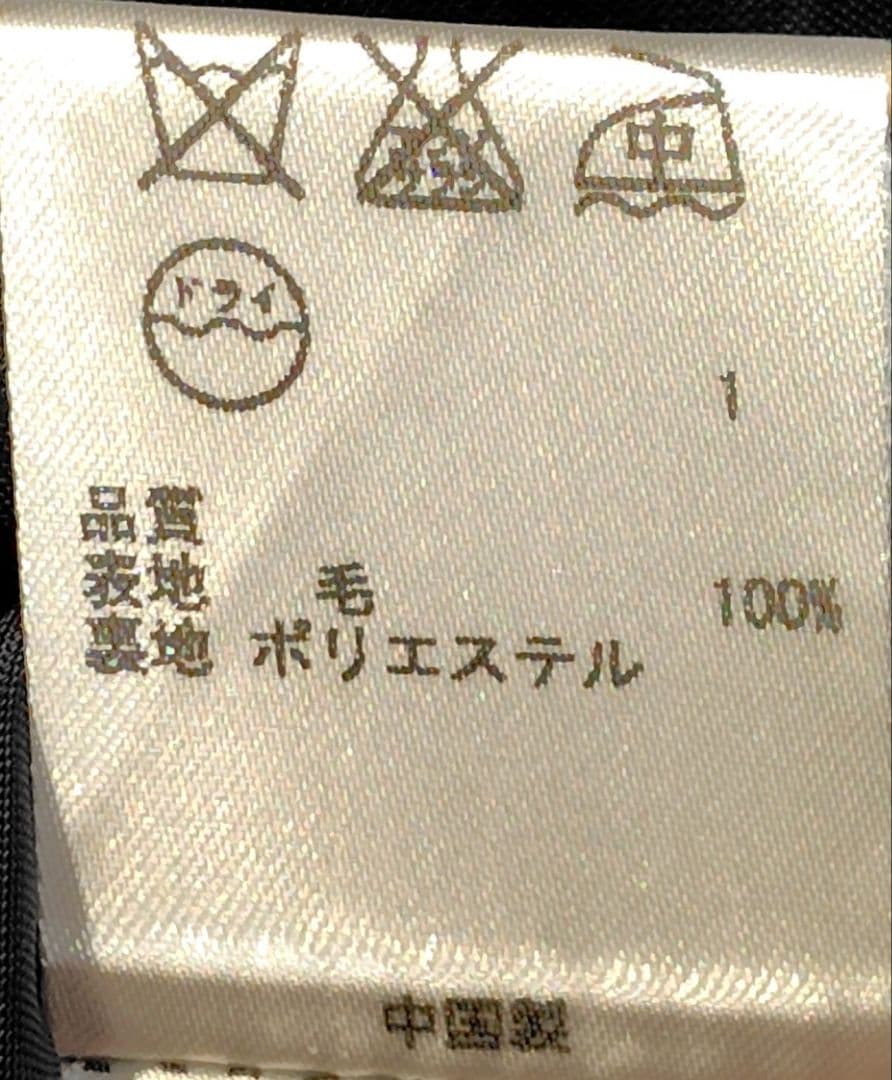 中
ドライ
1
品質
表地 毛 100%
裏地 ポリエステル
中国製